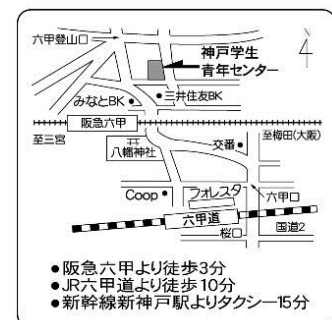 六甲登山口
神戸学生
青年センター
4
みなとBK
三井住友BK
阪急六甲
至三宮
八幡神社
交番
至梅田(大阪)
Coop
フォレスタ
六甲口
六甲道
桜口
国道2
●阪急六甲より徒歩3分
●JR六甲道より徒歩10分
●新幹線新神戸駅よりタクシー15分